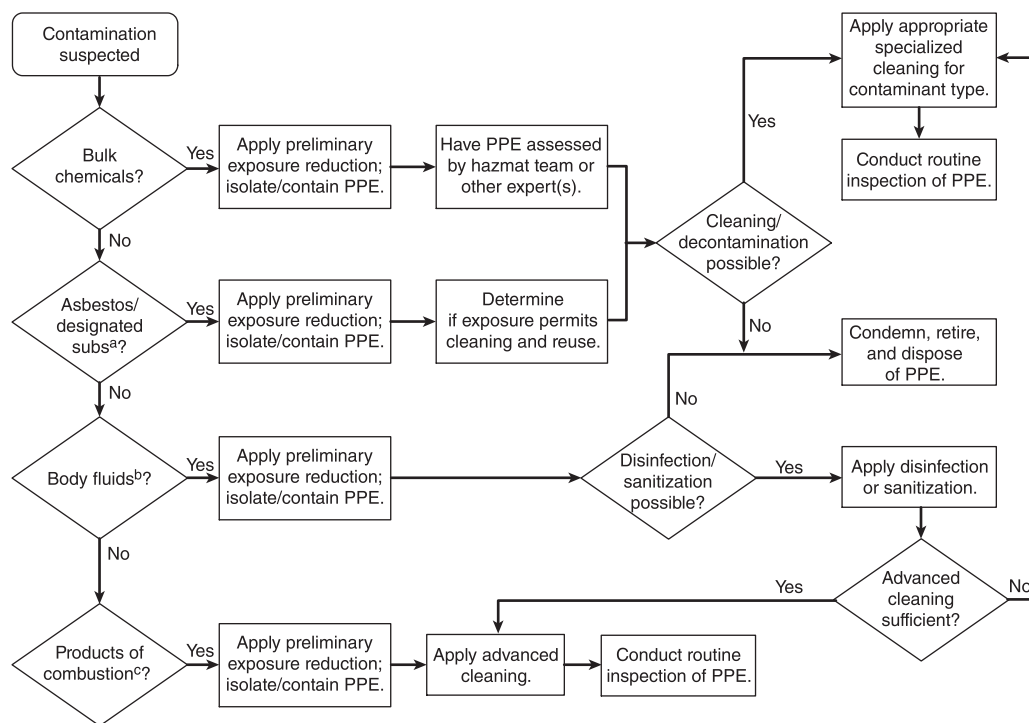 Contamination
suspected
Bulk
chemicals?
Yes
Apply preliminary
exposure reduction;
isolate/contain PPE.
Have PPE assessed
by hazmat team or
other expert(s).
No
Asbestos/
designated
subsᵃ?
Yes
Apply preliminary
exposure reduction;
isolate/contain PPE.
Determine
if exposure permits
cleaning and reuse.
Cleaning/
decontamination
possible?
Yes
Apply appropriate
specialized
cleaning for
contaminant type.
Conduct routine
inspection of PPE.
No
Condemn, retire,
and dispose
of PPE.
No
Body fluidsᵇ?
Yes
Apply preliminary
exposure reduction;
isolate/contain PPE.
Disinfection/
sanitization
possible?
No
Yes
Apply disinfection
or sanitization.
Advanced
cleaning
sufficient?
No
Yes
No
Products of
combustionᶜ?
Yes
Apply preliminary
exposure reduction;
isolate/contain PPE.
Apply advanced
cleaning.
Conduct routine
inspection of PPE.